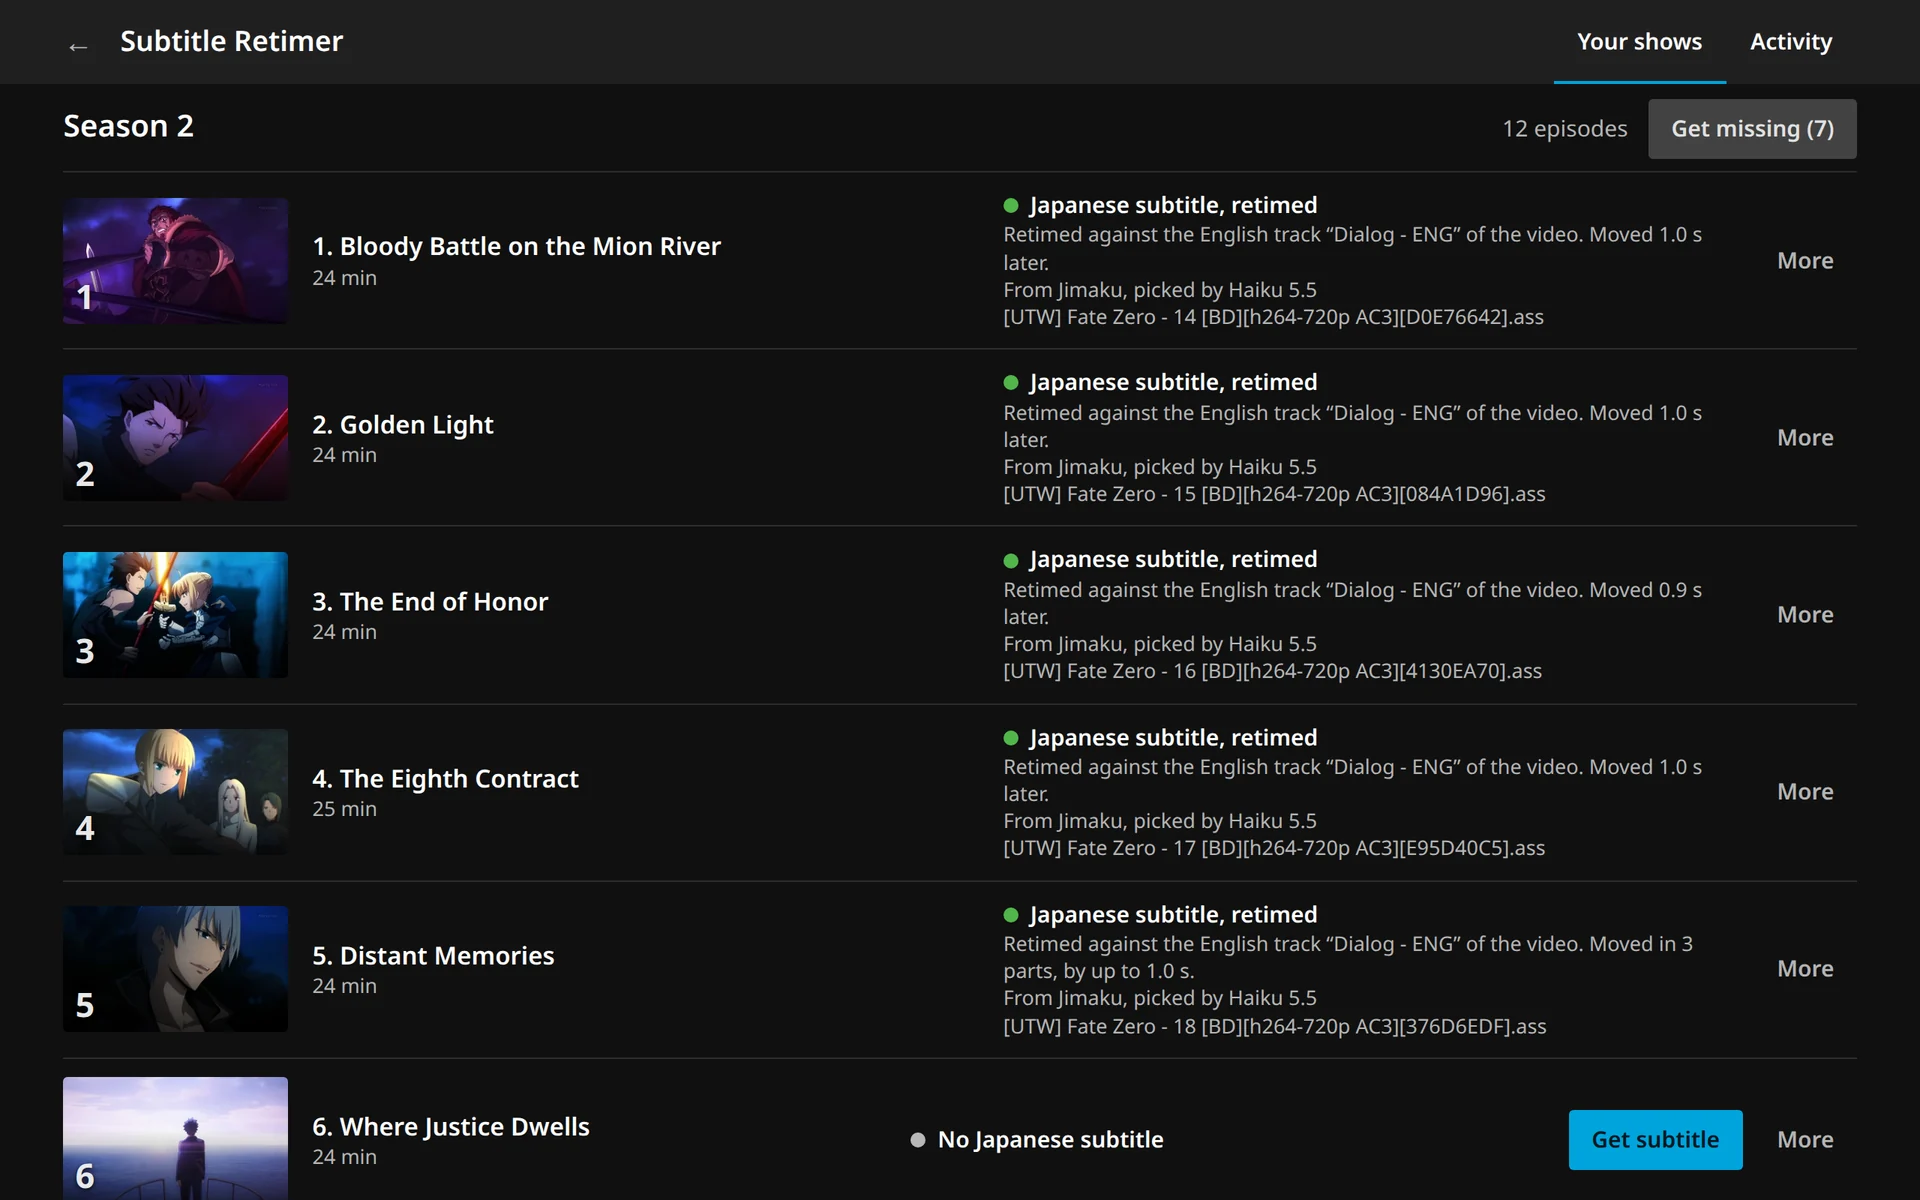 ← Subtitle Retimer
Your shows
Activity
Season 2
12 episodes
Get missing (7)
1
1. Bloody Battle on the Mion River
24 min
Japanese subtitle, retimed
Retimed against the English track “Dialog - ENG” of the video. Moved 1.0 s
later.
From Jimaku, picked by Haiku 5.5
[UTW] Fate Zero - 14 [BD][h264-720p AC3][D0E76642].ass
More
2
2. Golden Light
24 min
Japanese subtitle, retimed
Retimed against the English track “Dialog - ENG” of the video. Moved 1.0 s
later.
From Jimaku, picked by Haiku 5.5
[UTW] Fate Zero - 15 [BD][h264-720p AC3][084A1D96].ass
More
3
3. The End of Honor
24 min
Japanese subtitle, retimed
Retimed against the English track “Dialog - ENG” of the video. Moved 0.9 s
later.
From Jimaku, picked by Haiku 5.5
[UTW] Fate Zero - 16 [BD][h264-720p AC3][4130EA70].ass
More
4
4. The Eighth Contract
25 min
Japanese subtitle, retimed
Retimed against the English track “Dialog - ENG” of the video. Moved 1.0 s
later.
From Jimaku, picked by Haiku 5.5
[UTW] Fate Zero - 17 [BD][h264-720p AC3][E95D40C5].ass
More
5
5. Distant Memories
24 min
Japanese subtitle, retimed
Retimed against the English track “Dialog - ENG” of the video. Moved in 3
parts, by up to 1.0 s.
From Jimaku, picked by Haiku 5.5
[UTW] Fate Zero - 18 [BD][h264-720p AC3][376D6EDF].ass
More
6
6. Where Justice Dwells
24 min
No Japanese subtitle
Get subtitle
More